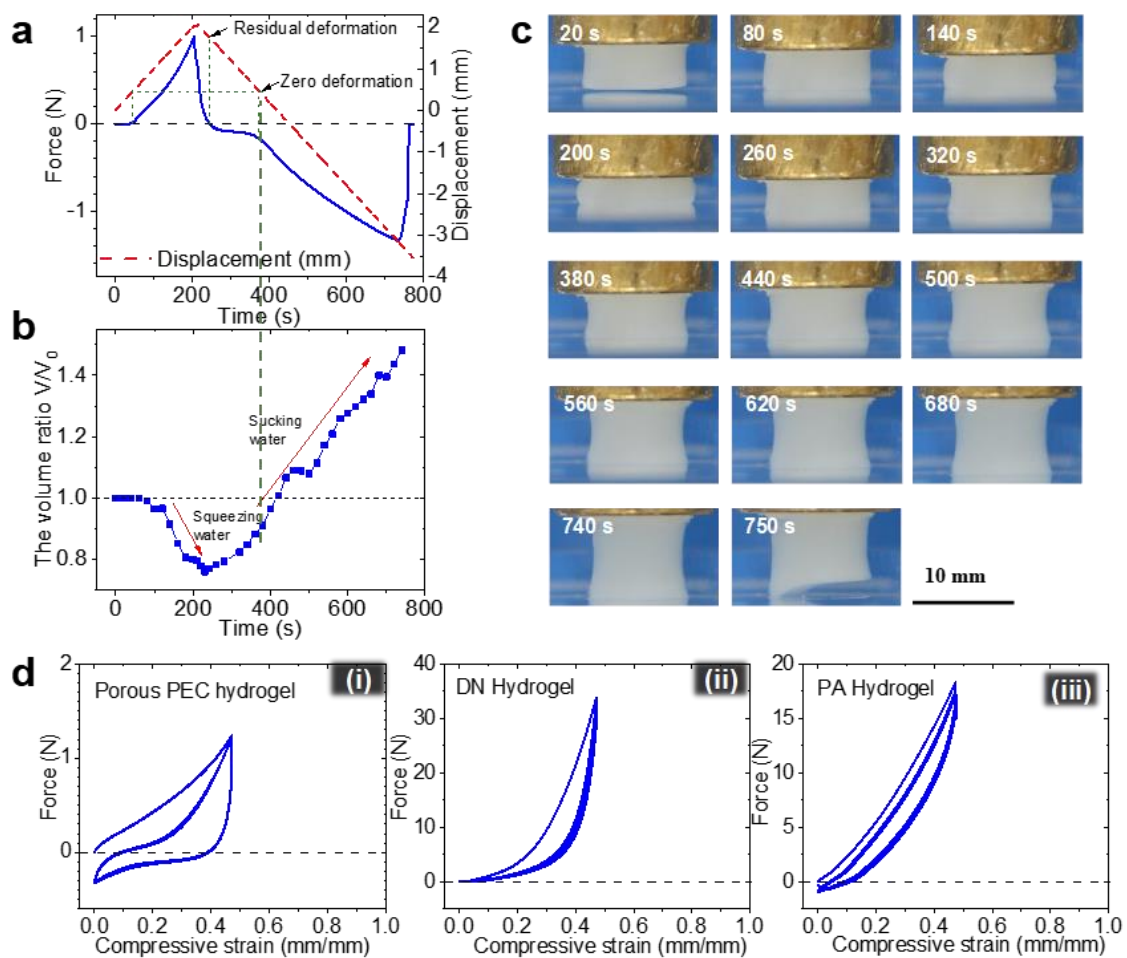 a
Force (N)
1
0
−1
Residual deformation
Zero deformation
Displacement (mm)
2
1
0
-1
-2
-3
-4
Displacement (mm)
0 200 400 600 800
Time (s)
b
The volume ratio V/V0
1.4
1.2
1.0
0.8
Sucking
water
Squeezing
water
0 200 400 600 800
Time (s)
c
20 s 80 s 140 s
200 s 260 s 320 s
380 s 440 s 500 s
560 s 620 s 680 s
740 s 750 s
10 mm
d
Force (N)
2
1
0
Porous PEC hydrogel
(i)
0.0 0.2 0.4 0.6 0.8 1.0
Compressive strain (mm/mm)
Force (N)
40
30
20
10
0
DN Hydrogel
(ii)
0.0 0.2 0.4 0.6 0.8 1.0
Compressive strain (mm/mm)
Force (N)
20
15
10
5
0
PA Hydrogel
(iii)
0.0 0.2 0.4 0.6 0.8 1.0
Compressive strain (mm/mm)